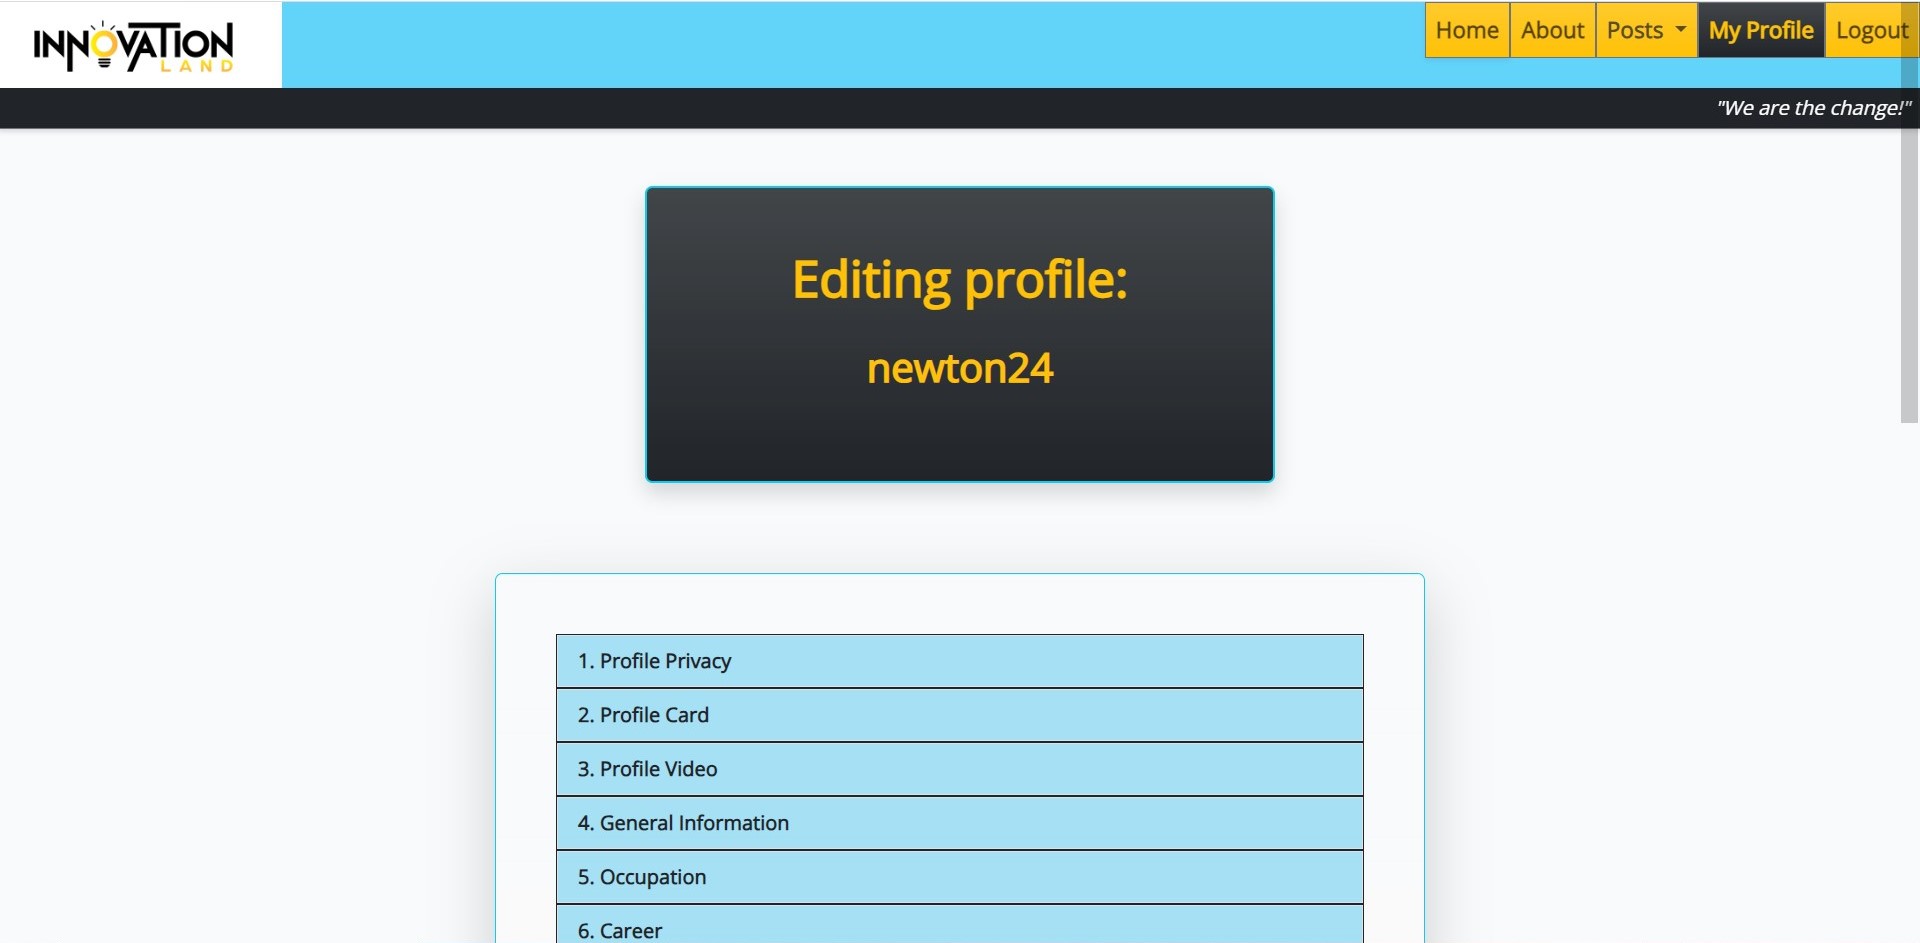 INNOVATION
LAND
Home
About
Posts
My Profile
Logout
"We are the change!"
Editing profile:
newton24
1. Profile Privacy
2. Profile Card
3. Profile Video
4. General Information
5. Occupation
6. Career